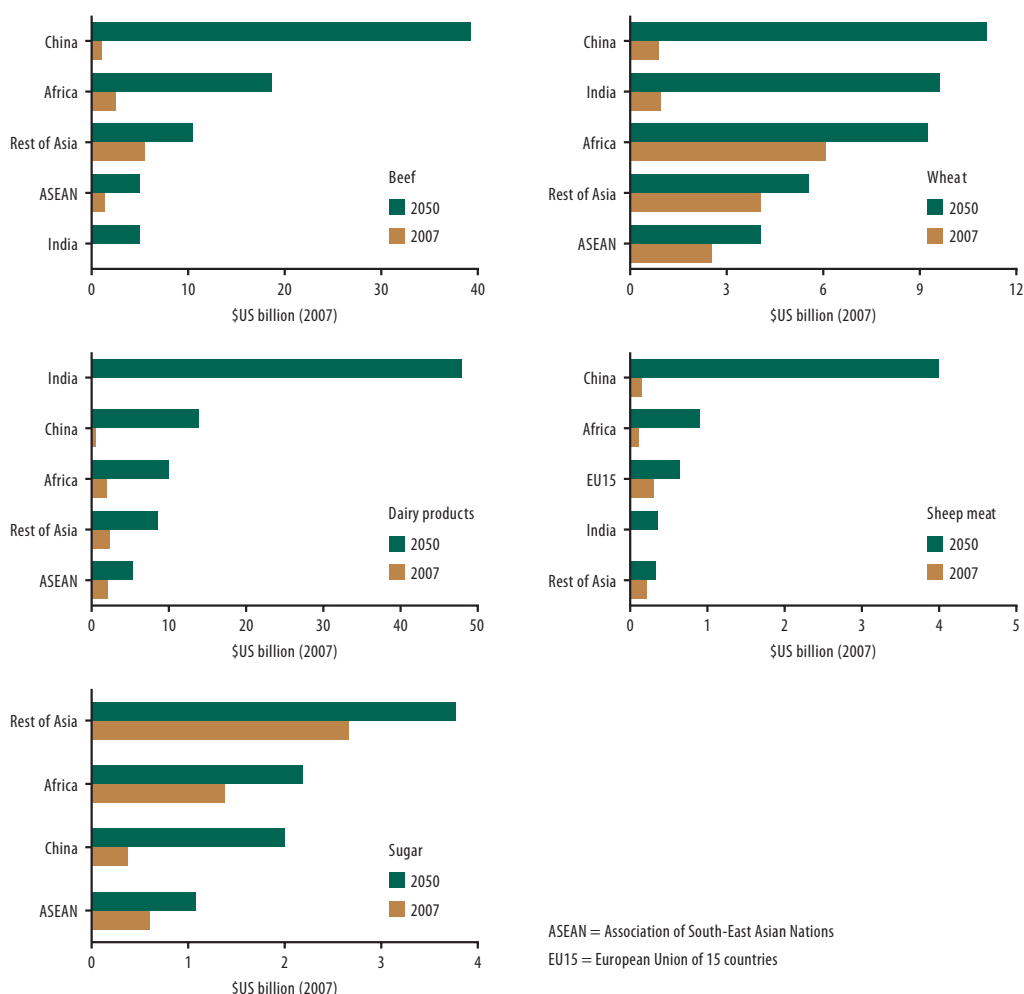 China
Africa
Rest of Asia
ASEAN
India
Beef
2050
2007
0 10 20 30 40
$US billion (2007)
China
India
Africa
Rest of Asia
ASEAN
Wheat
2050
2007
0 3 6 9 12
$US billion (2007)
India
China
Africa
Rest of Asia
ASEAN
Dairy products
2050
2007
0 10 20 30 40 50
$US billion (2007)
China
Africa
EU15
India
Rest of Asia
Sheep meat
2050
2007
0 1 2 3 4 5
$US billion (2007)
Rest of Asia
Africa
China
ASEAN
Sugar
2050
2007
0 1 2 3 4
$US billion (2007)
ASEAN = Association of South-East Asian Nations
EU15 = European Union of 15 countries